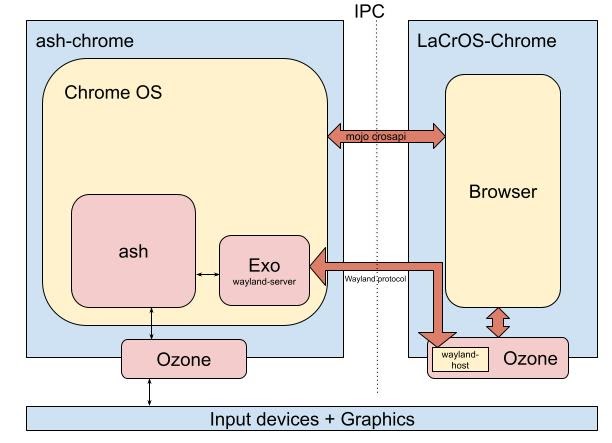 IPC
ash-chrome
LaCrOS-Chrome
Chrome OS
mojo crosapi
Browser
ash
Exo
wayland-server
Wayland protocol
Ozone
wayland-
host
Ozone
Input devices + Graphics